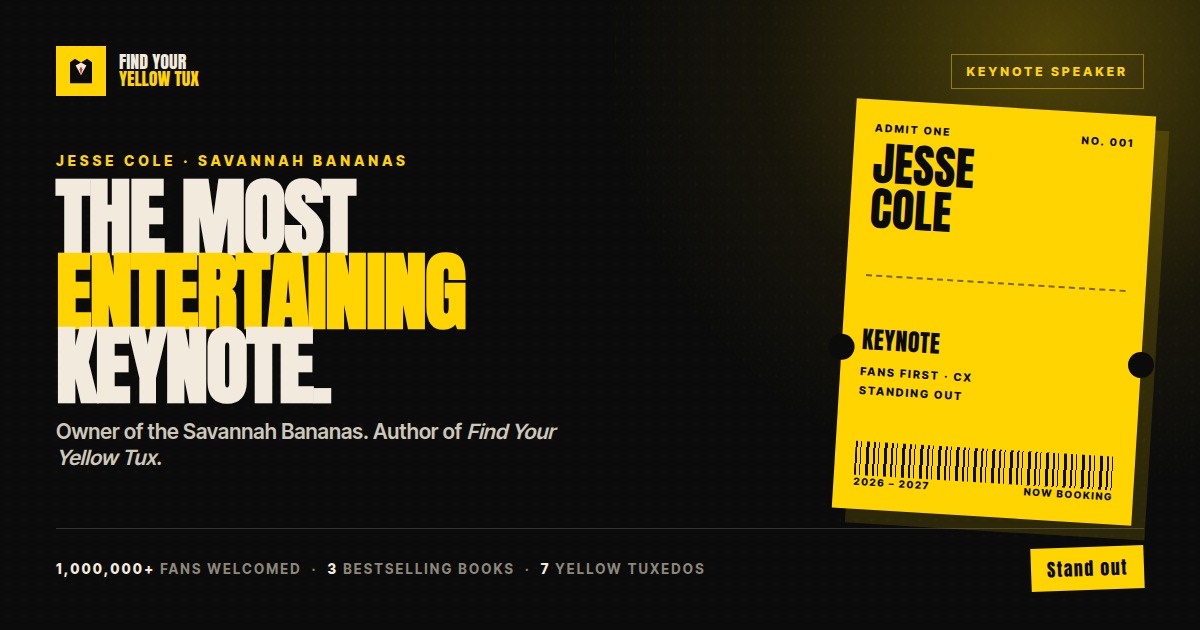 FIND YOUR
YELLOW TUX
KEYNOTE SPEAKER
JESSE COLE · SAVANNAH BANANAS
THE MOST
ENTERTAINING
KEYNOTE.
Owner of the Savannah Bananas. Author of Find Your
Yellow Tux.
ADMIT ONE
NO. 001
JESSE
COLE
KEYNOTE
FANS FIRST · CX
STANDING OUT
2026 – 2027
NOW BOOKING
1,000,000+ FANS WELCOMED · 3 BESTSELLING BOOKS · 7 YELLOW TUXEDOS
Stand out